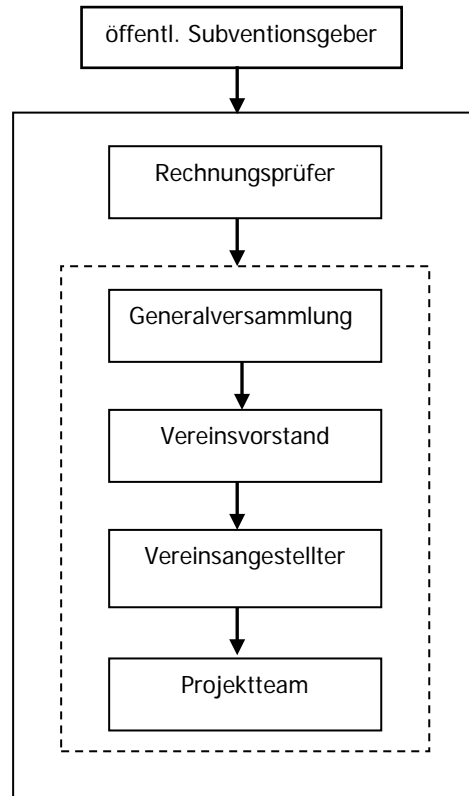 öffentl. Subventionsgeber
Rechnungsprüfer
Generalversammlung
Vereinsvorstand
Vereinsangestellter
Projektteam